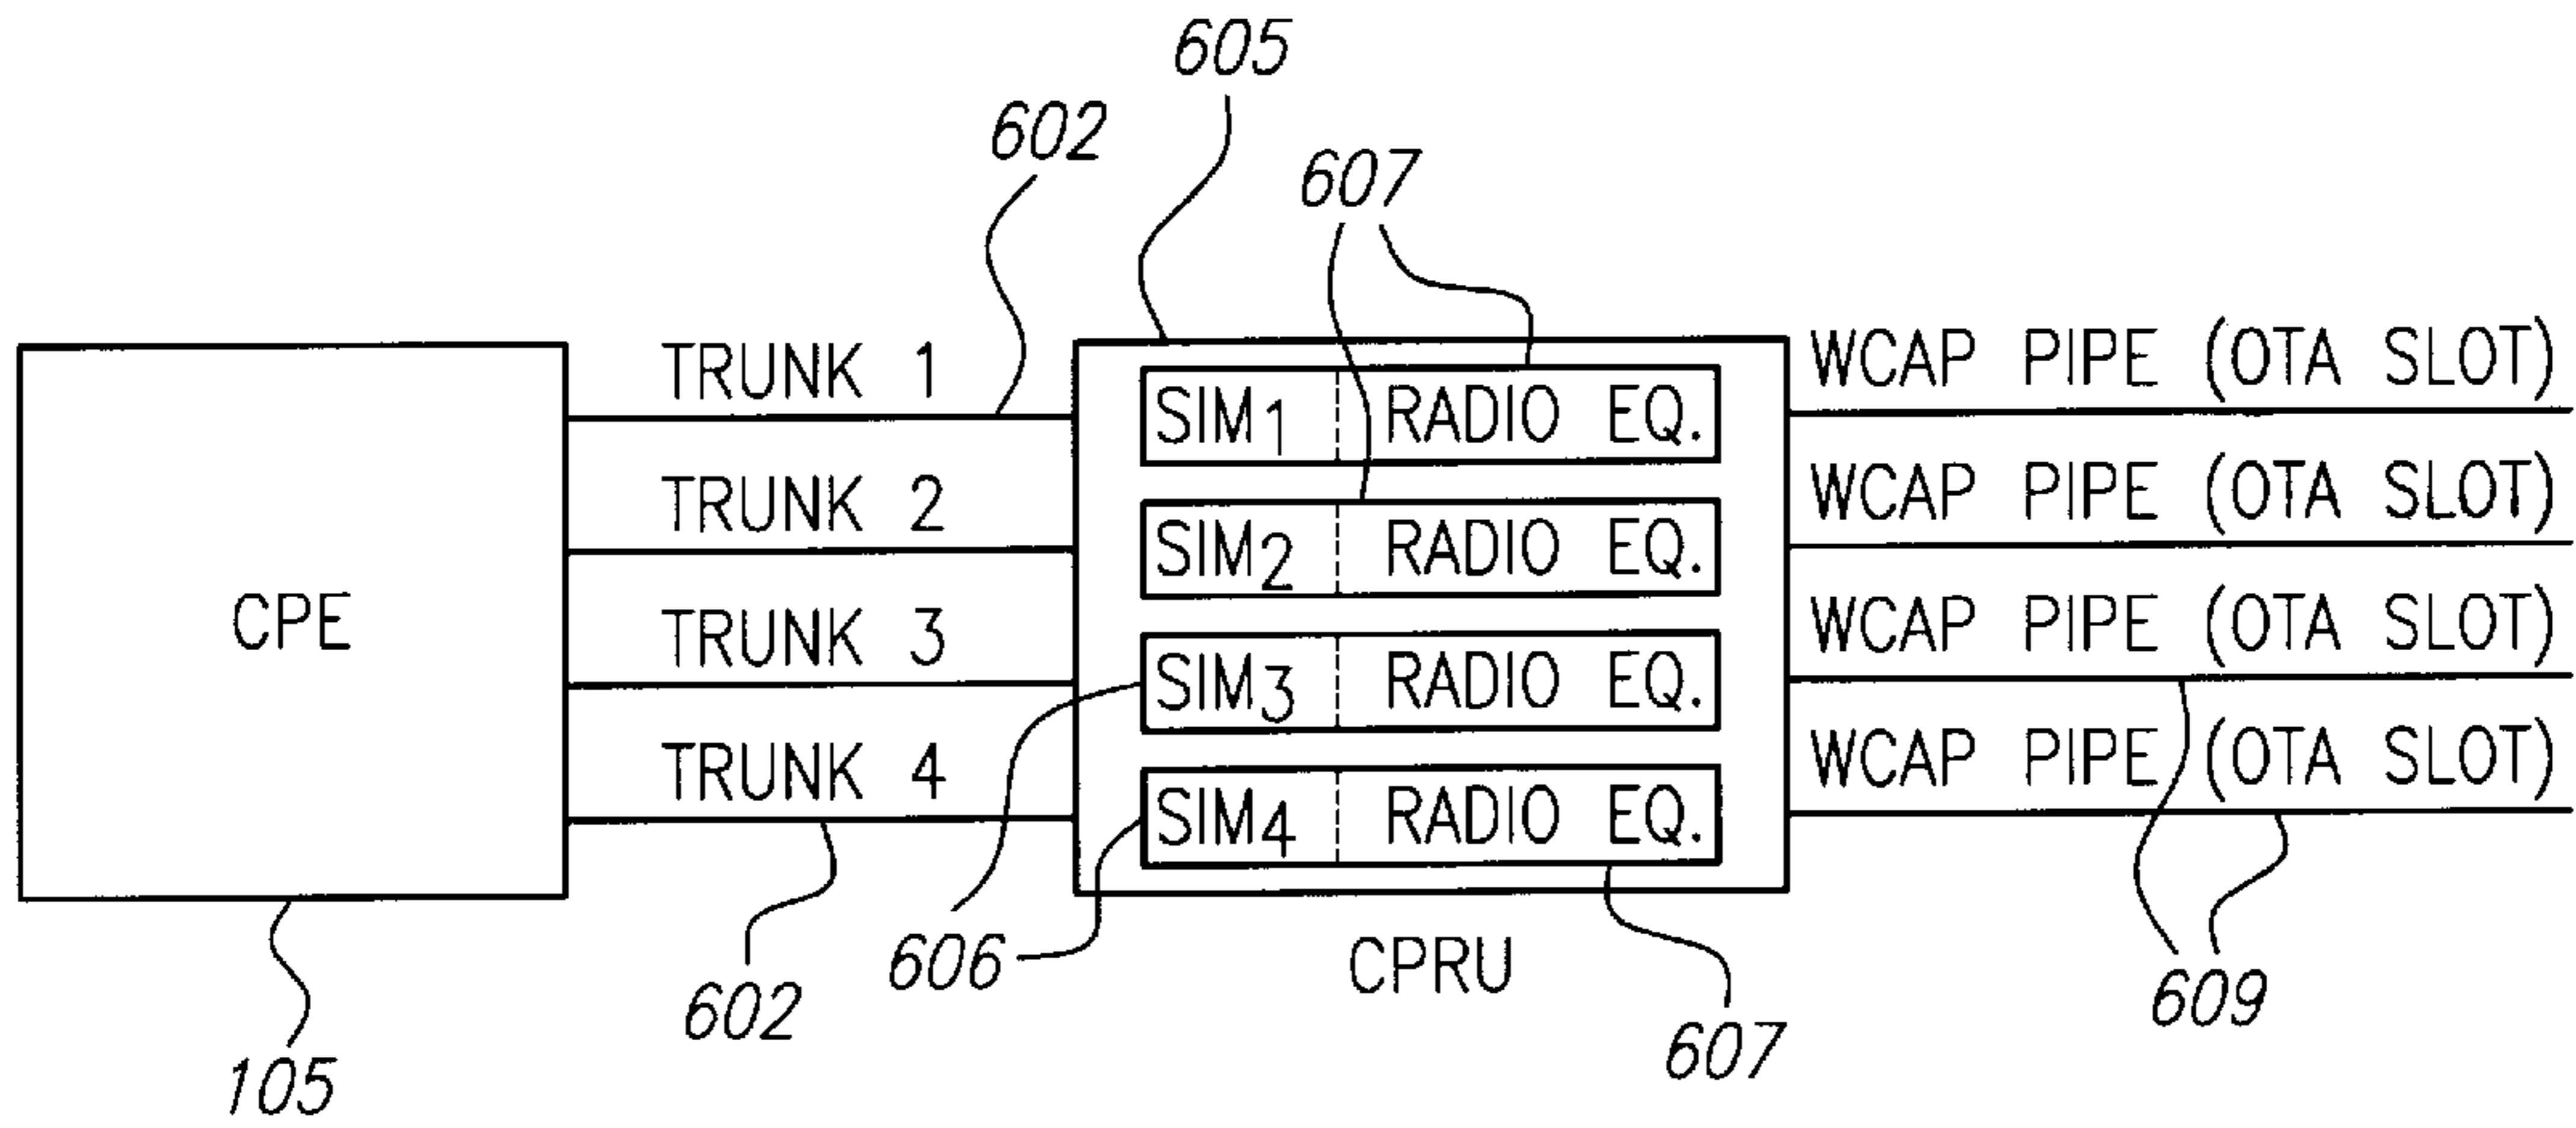 605
602
607
TRUNK 1
WCAP PIPE (OTA SLOT)
SIM1 RADIO EQ.
TRUNK 2
WCAP PIPE (OTA SLOT)
SIM2 RADIO EQ.
CPE
TRUNK 3
WCAP PIPE (OTA SLOT)
SIM3 RADIO EQ.
TRUNK 4
WCAP PIPE (OTA SLOT)
SIM4 RADIO EQ.
606
CPRU
602
609
607
105